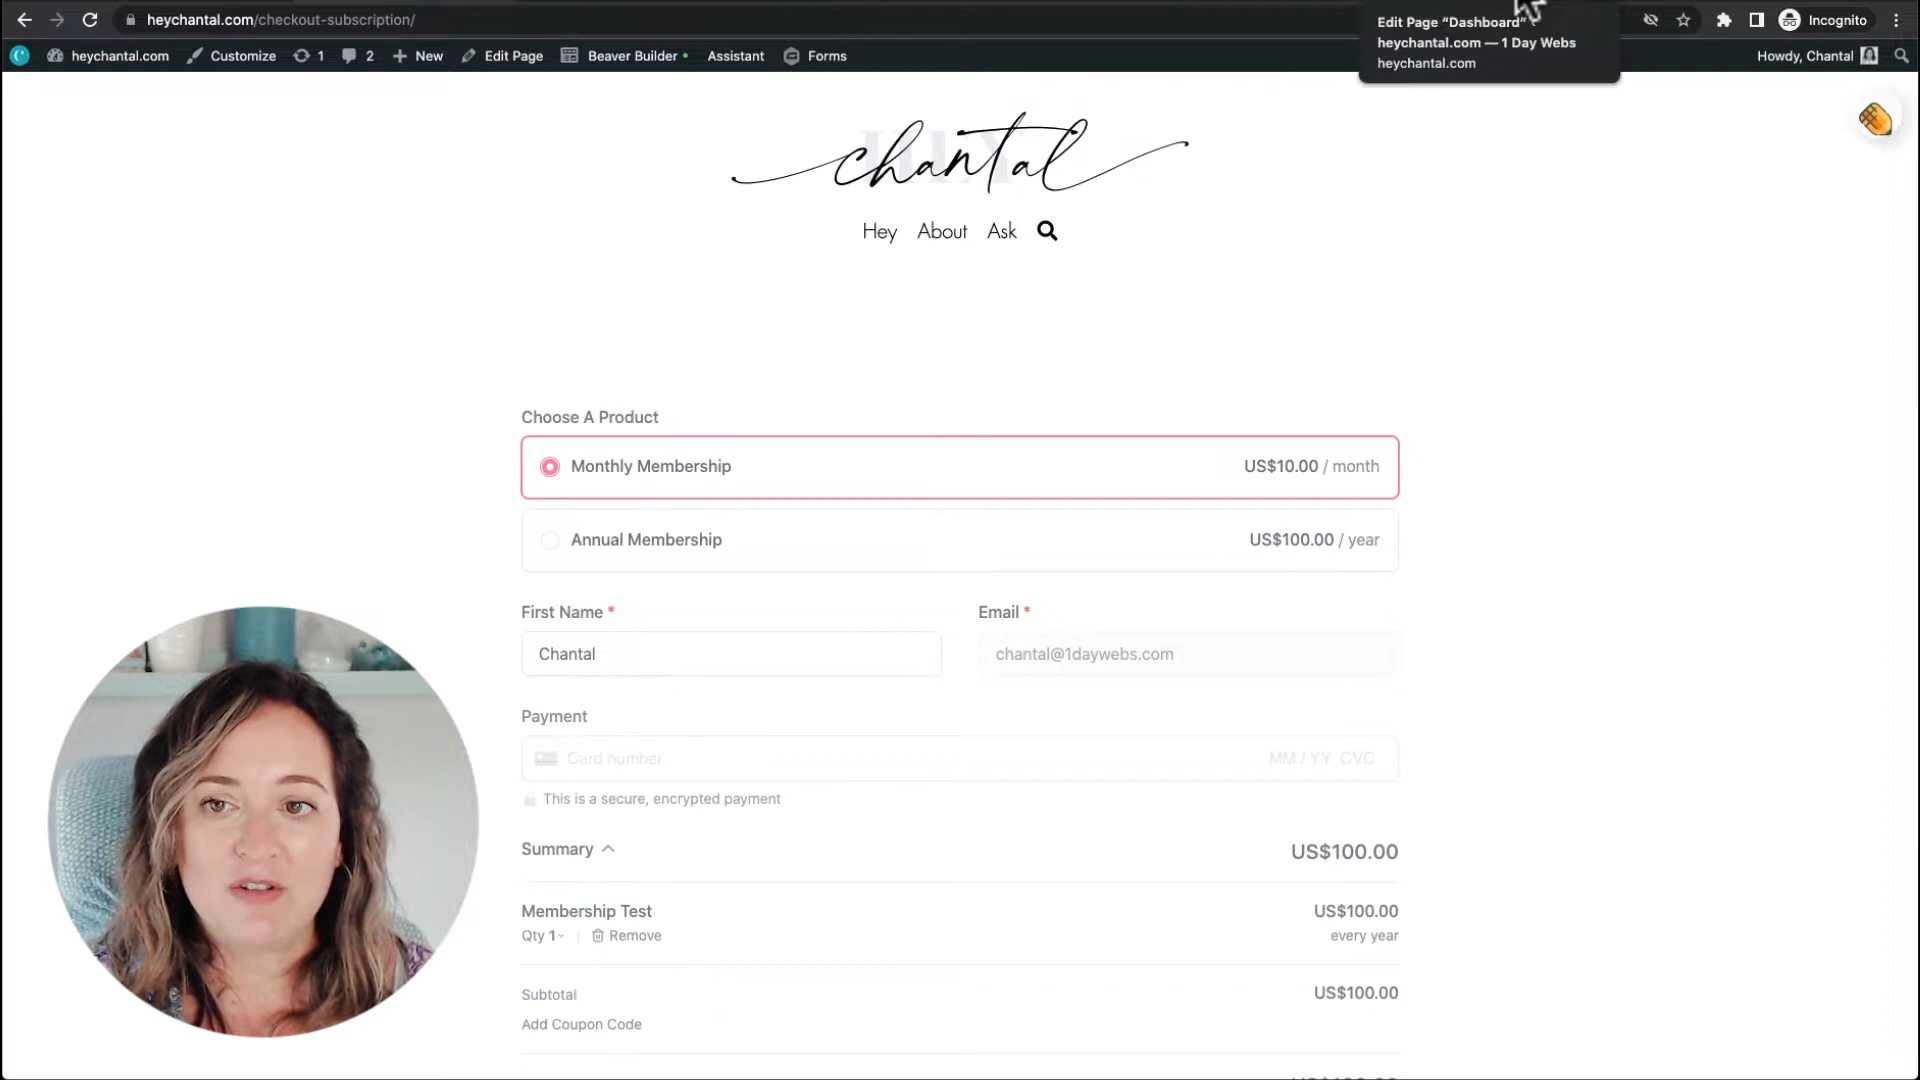 heychantal.com/checkout-subscription/
Edit Page “Dashboard” ‹
heychantal.com — 1 Day Webs
heychantal.com
Incognito
heychantal.com
Customize
1
2
New
Edit Page
Beaver Builder
Assistant
Forms
Howdy, Chantal
HEY
chantal
Hey About Ask
Choose A Product
Monthly Membership US$10.00 / month
Annual Membership US$100.00 / year
First Name * Email *
Chantal chantal@1daywebs.com
Payment
Card number MM / YY CVC
This is a secure, encrypted payment
Summary US$100.00
Membership Test US$100.00
Qty 1 Remove every year
Subtotal US$100.00
Add Coupon Code